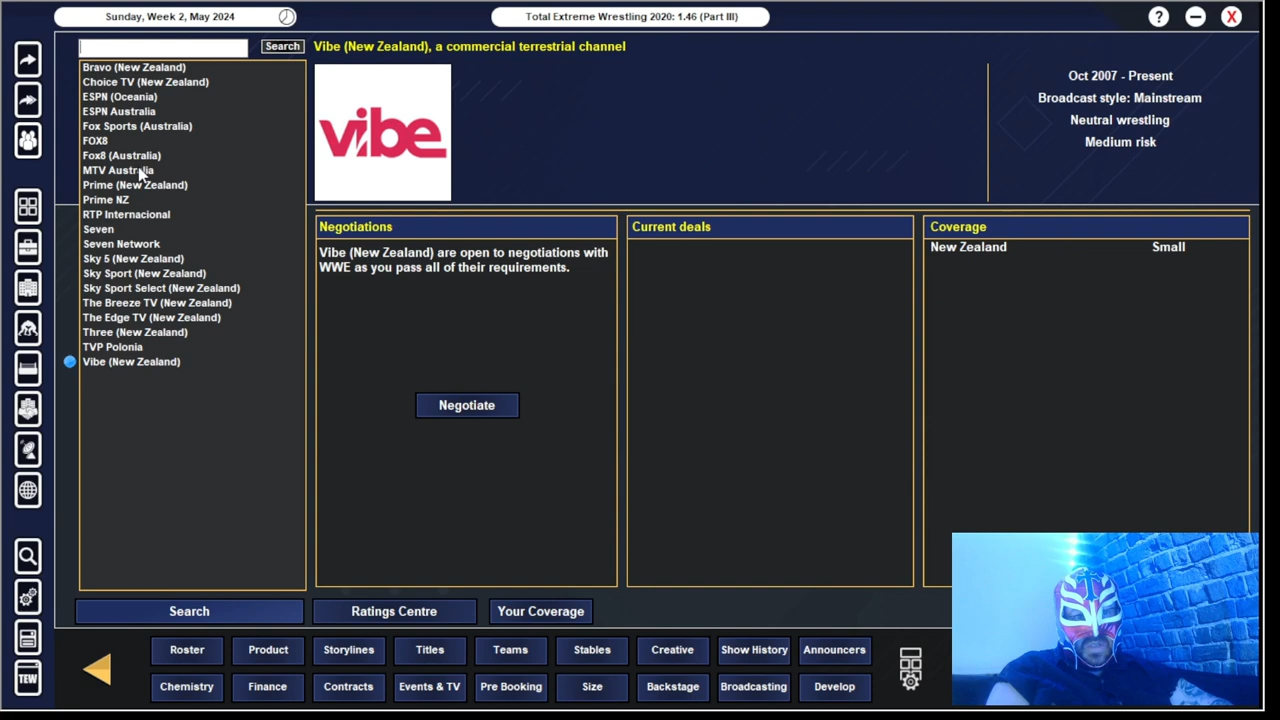 Sunday, Week 2, May 2024
Total Extreme Wrestling 2020: 1.46 (Part III)
?
X
Search
Vibe (New Zealand), a commercial terrestrial channel
Bravo (New Zealand)
Choice TV (New Zealand)
ESPN (Oceania)
ESPN Australia
Fox Sports (Australia)
FOX8
Fox8 (Australia)
MTV Australia
Prime (New Zealand)
Prime NZ
RTP Internacional
Seven
Seven Network
Sky 5 (New Zealand)
Sky Sport (New Zealand)
Sky Sport Select (New Zealand)
The Breeze TV (New Zealand)
The Edge TV (New Zealand)
Three (New Zealand)
TVP Polonia
Vibe (New Zealand)
vibe
Oct 2007 - Present
Broadcast style: Mainstream
Neutral wrestling
Medium risk
Negotiations
Vibe (New Zealand) are open to negotiations with
WWE as you pass all of their requirements.
Negotiate
Current deals
Coverage
New Zealand Small
Search
Ratings Centre
Your Coverage
Roster
Product
Storylines
Titles
Teams
Stables
Creative
Show History
Announcers
Chemistry
Finance
Contracts
Events & TV
Pre Booking
Size
Backstage
Broadcasting
Develop
TEW